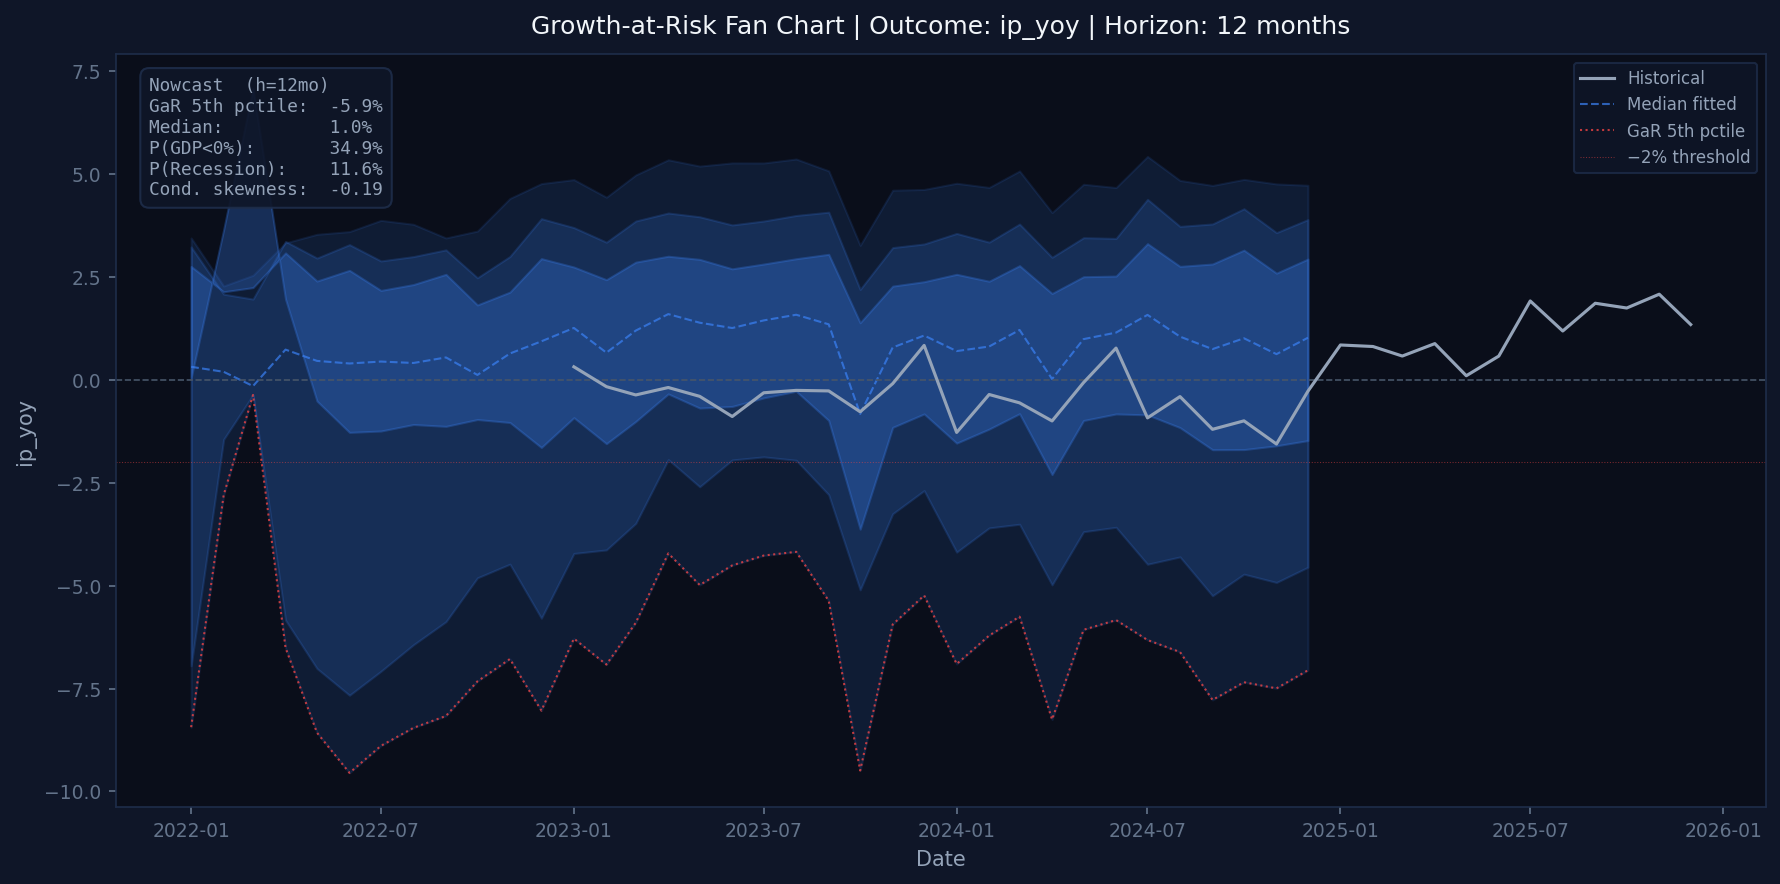 Growth-at-Risk Fan Chart | Outcome: ip_yoy | Horizon: 12 months
Nowcast (h=12mo)
GaR 5th pctile: -5.9%
Median: 1.0%
P(GDP<0%): 34.9%
P(Recession): 11.6%
Cond. skewness: -0.19
Historical
Median fitted
GaR 5th pctile
−2% threshold
7.5
5.0
2.5
0.0
−2.5
−5.0
−7.5
−10.0
ip_yoy
2022-01
2022-07
2023-01
2023-07
2024-01
2024-07
2025-01
2025-07
2026-01
Date